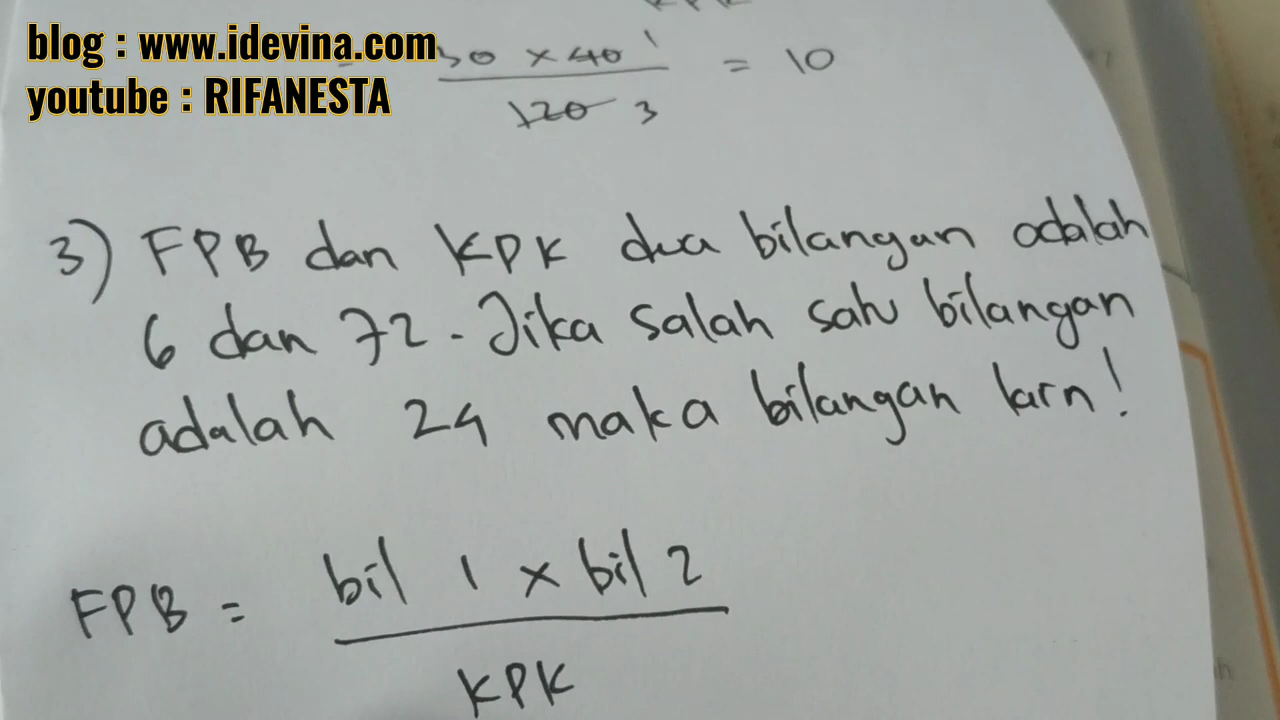 blog : www.idevina.com
youtube : RIFANESTA
30 x 40 1 = 10
120 3
3) FPB dan KPK dua bilangan adalah
6 dan 72. Jika salah satu bilangan
adalah 24 maka bilangan larn!
FPB = bil 1 x bil 2
KPK